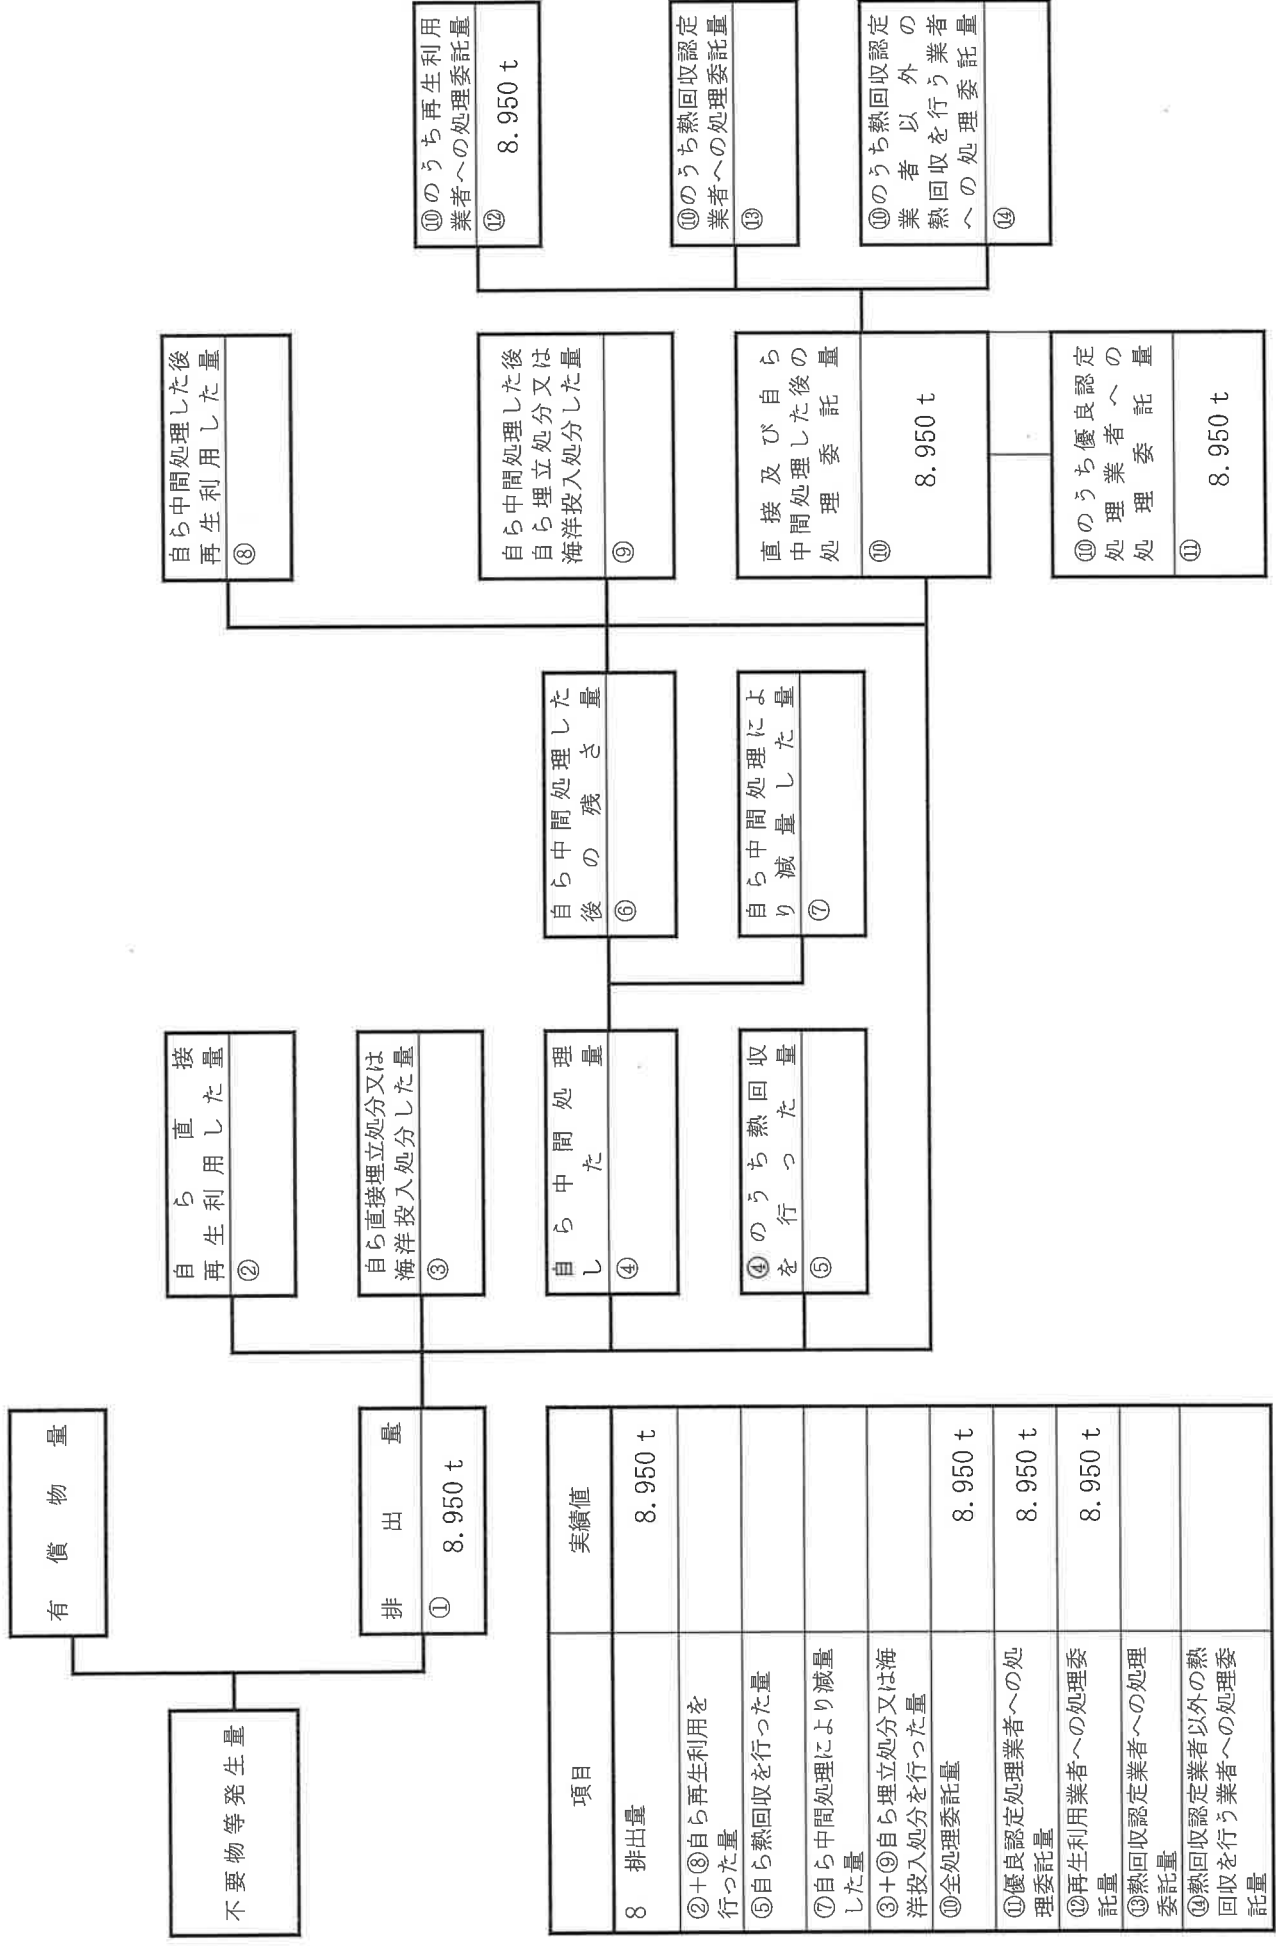 不要物等発生量
有償物量
排出量
① 8.950 t
自ら直接
再生利用した量
②
自ら直接埋立処分又は
海洋投入処分した量
③
自ら中間処理
した量
④
④のうち熱回収
を行った量
⑤
自ら中間処理した
後の残さ量
⑥
自ら中間処理によ
り減量した量
⑦
自ら中間処理した後
再生利用した量
⑧
自ら中間処理した後
自ら埋立処分又は
海洋投入処分した量
⑨
直接及び自ら
中間処理した後の
処理委託量
⑩ 8.950 t
⑩のうち優良認定
処理業者への
処理委託量
⑪ 8.950 t
⑩のうち再生利用
業者への処理委託量
⑫ 8.950 t
⑩のうち熱回収認定
業者への処理委託量
⑬
⑩のうち熱回収認定
業者以外の
熱回収を行う業者
への処理委託量
⑭
項目 実績値
8 排出量 8.950 t
②+⑧自ら再生利用を
行った量
⑤自ら熱回収を行った量
⑦自ら中間処理により減量
した量
③+⑨自ら埋立処分又は海
洋投入処分を行った量
⑩全処理委託量 8.950 t
⑪優良認定処理業者への処
理委託量 8.950 t
⑫再生利用業者への処理委
託量 8.950 t
⑬熱回収認定業者への処理
委託量
⑭熱回収認定業者以外の熱
回収を行う業者への処理委
託量